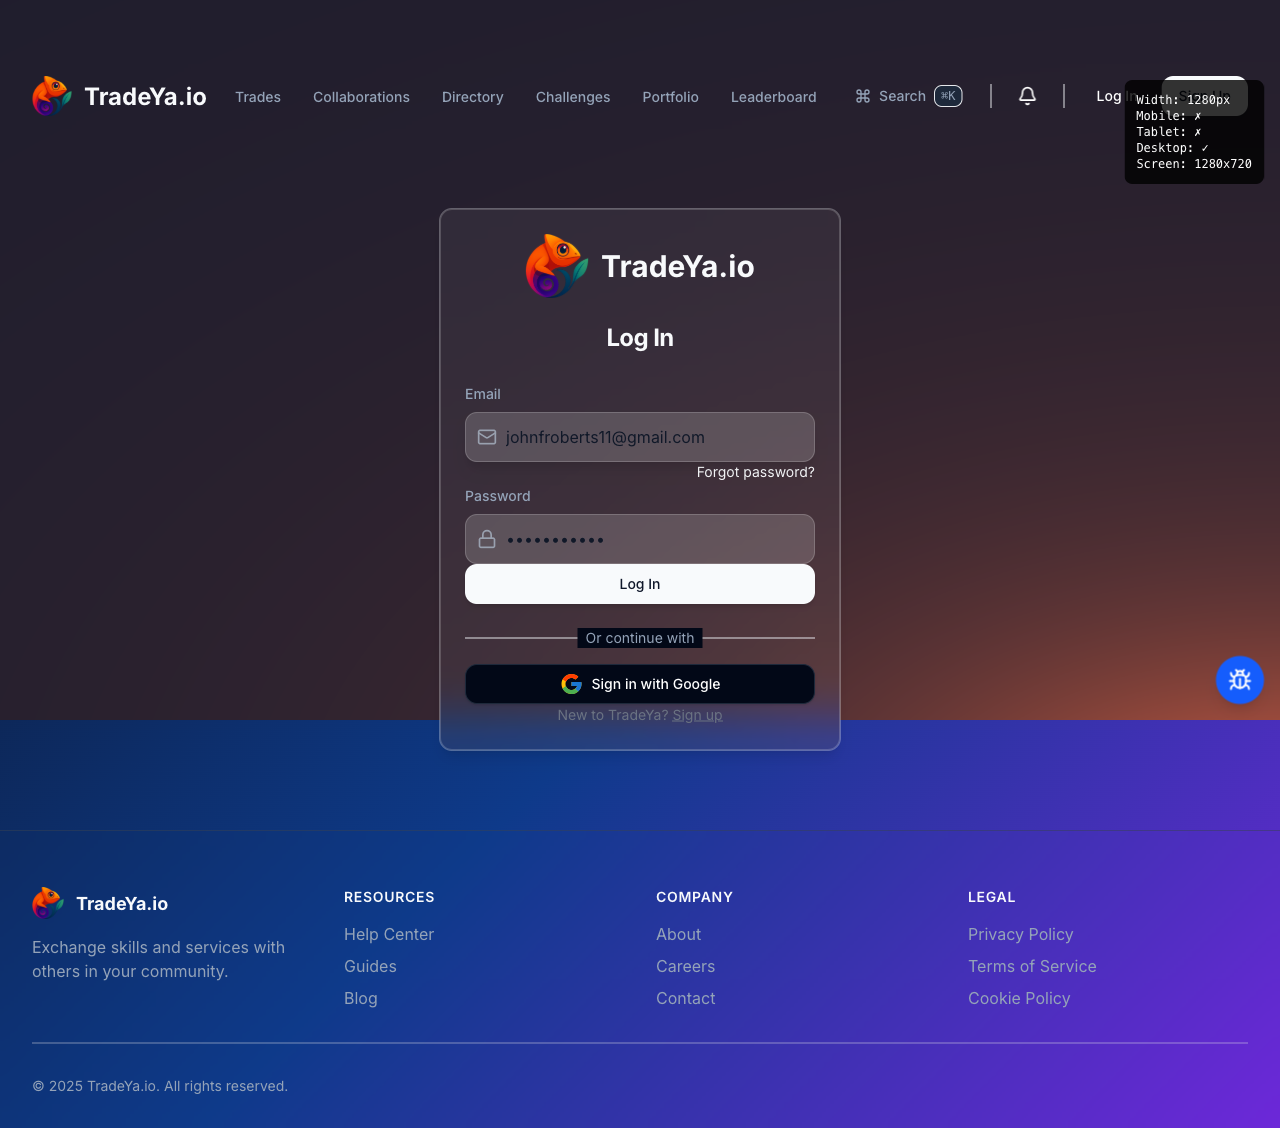 TradeYa.io
Trades
Collaborations
Directory
Challenges
Portfolio
Leaderboard
⌘ Search ⌘K
Log In
Width: 1280px
Mobile: ✗
Tablet: ✗
Desktop: ✓
Screen: 1280x720
TradeYa.io
Log In
Email
johnfroberts11@gmail.com
Forgot password?
Password
•••••••••••
Log In
Or continue with
Sign in with Google
New to TradeYa? Sign up
TradeYa.io
Exchange skills and services with
others in your community.
RESOURCES
Help Center
Guides
Blog
COMPANY
About
Careers
Contact
LEGAL
Privacy Policy
Terms of Service
Cookie Policy
© 2025 TradeYa.io. All rights reserved.